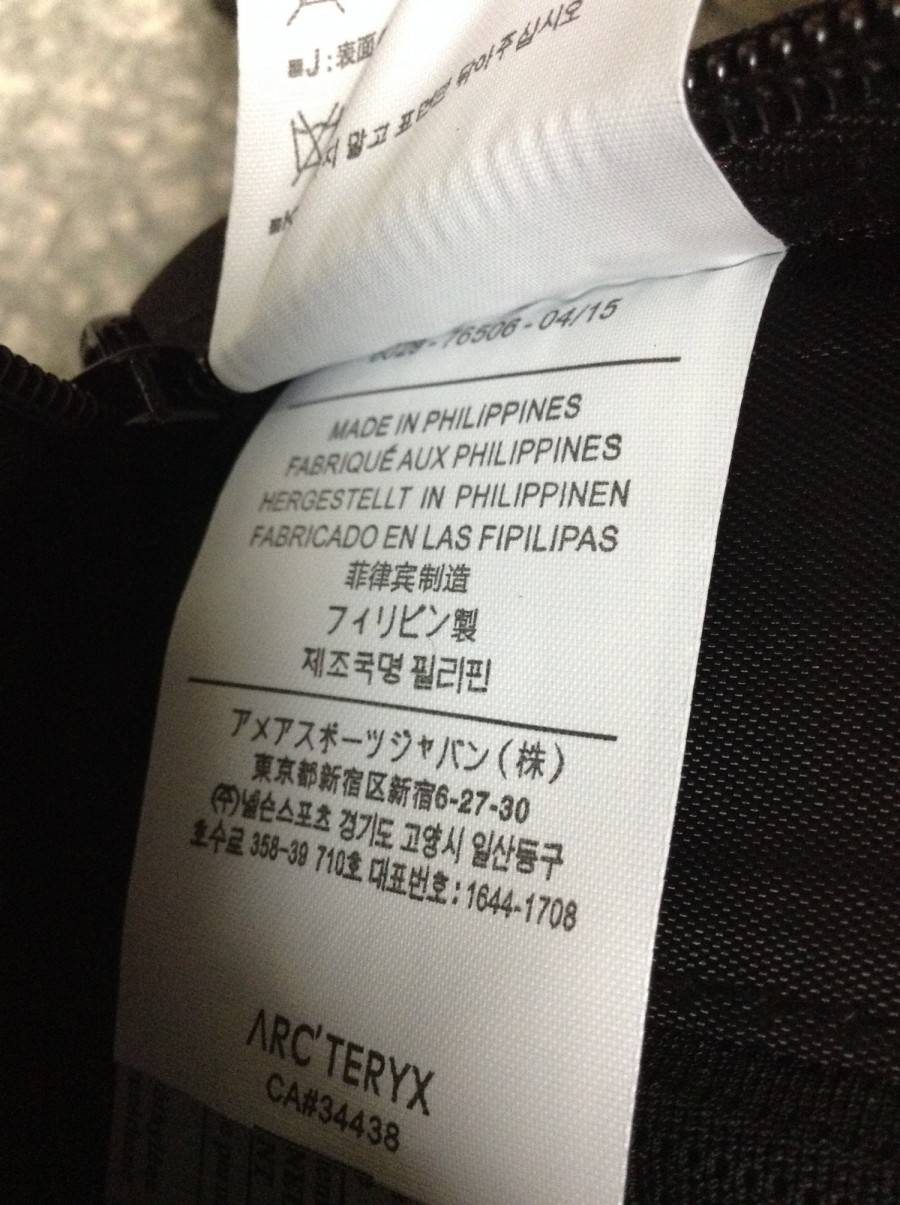 ■J:表面
말고 표면만 닦아주십시오
- 76506 - 04/15
MADE IN PHILIPPINES
FABRIQUÉ AUX PHILIPPINES
HERGESTELLT IN PHILIPPINEN
FABRICADO EN LAS FIPILIPAS
菲律宾制造
フィリピン製
제조국명 필리핀
アメアスポーツジャパン(株)
東京都新宿区新宿6-27-30
(주)넬슨스포츠 경기도 고양시 일산동구
호수로 358-39 710호 대표번호: 1644-1708
ARC'TERYX
CA#34438